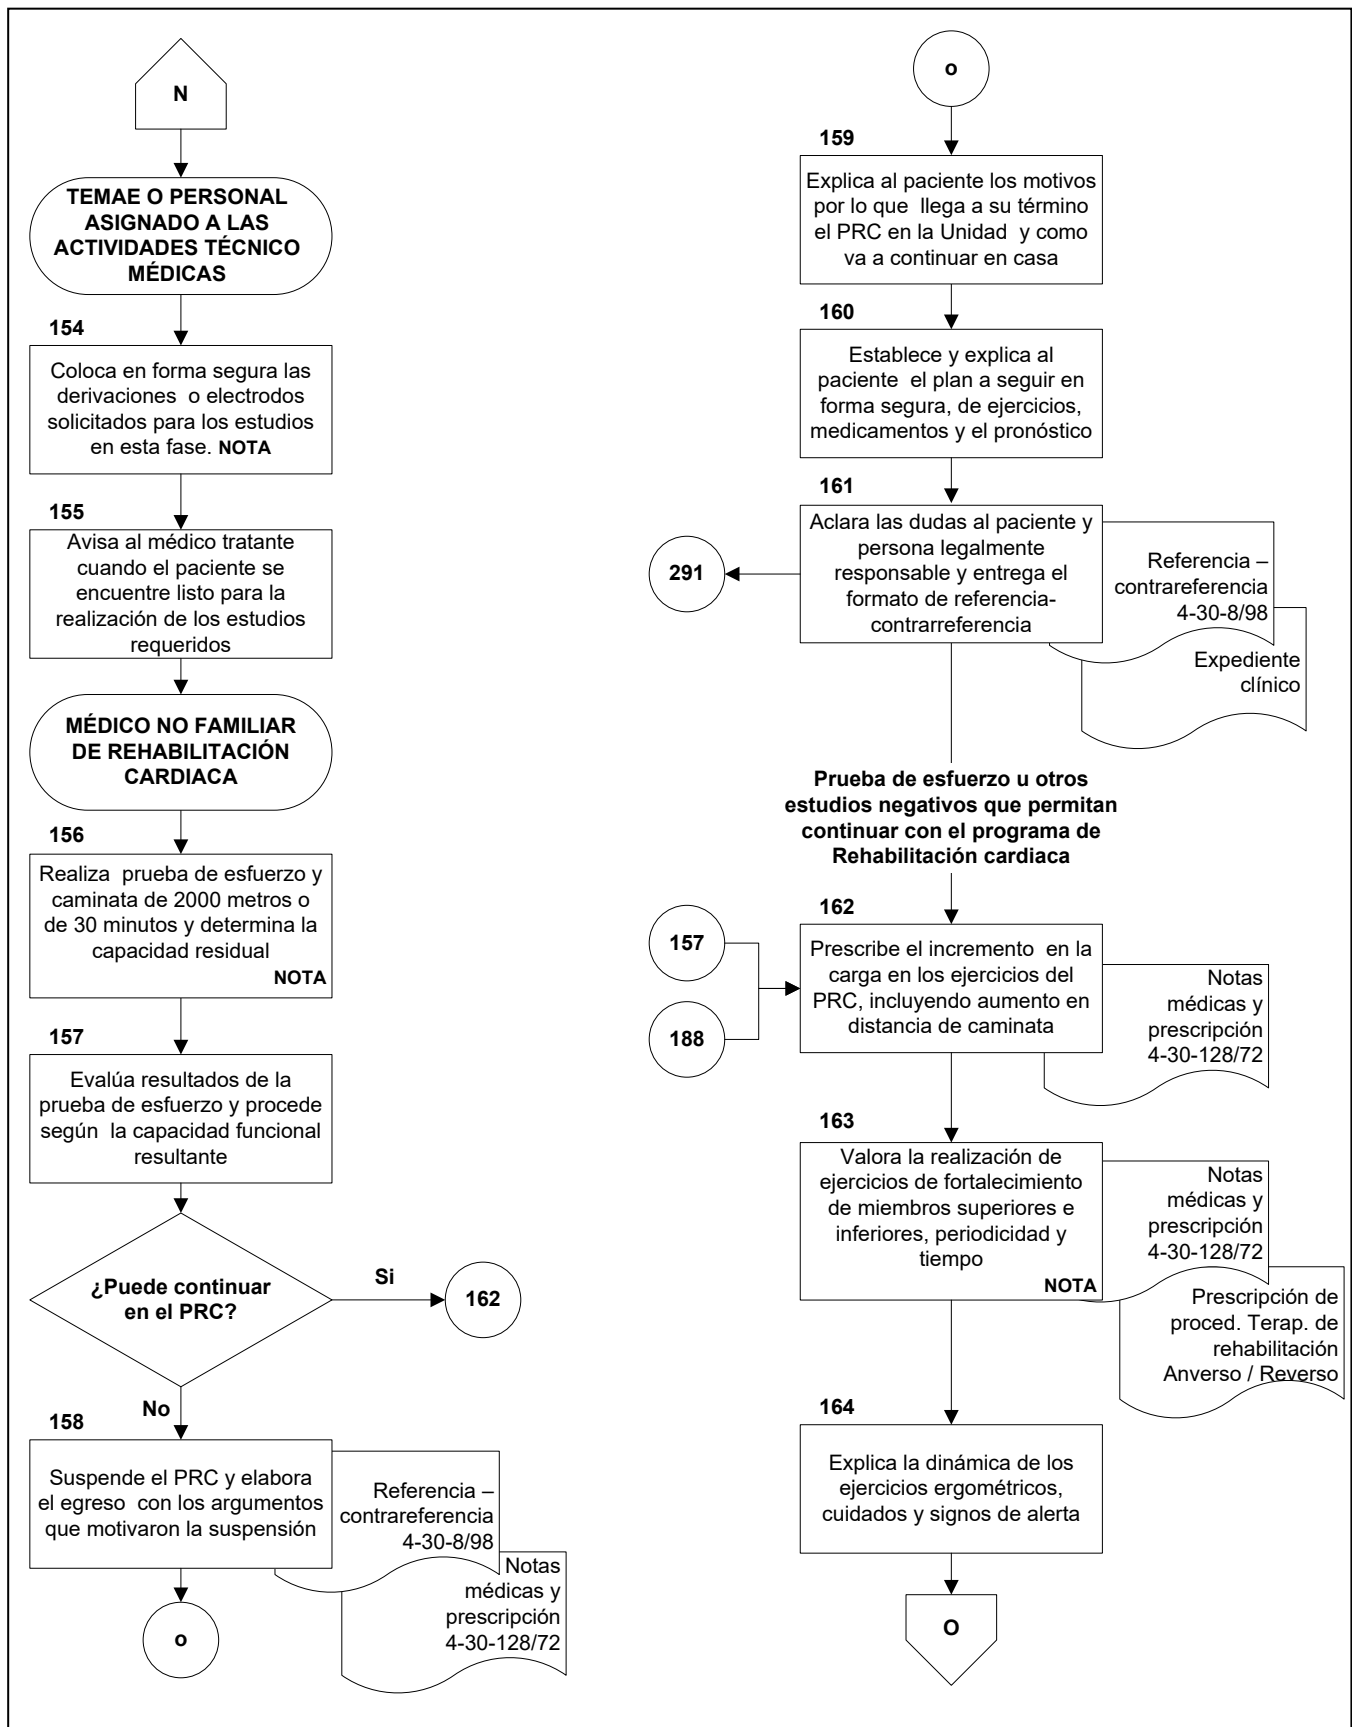 N
TEMAE O PERSONAL
ASIGNADO A LAS
ACTIVIDADES TÉCNICO
MÉDICAS
154
Coloca en forma segura las
derivaciones o electrodos
solicitados para los estudios
en esta fase. NOTA
155
Avisa al médico tratante
cuando el paciente se
encuentre listo para la
realización de los estudios
requeridos
MÉDICO NO FAMILIAR
DE REHABILITACIÓN
CARDIACA
156
Realiza prueba de esfuerzo y
caminata de 2000 metros o
de 30 minutos y determina la
capacidad residual
NOTA
157
Evalúa resultados de la
prueba de esfuerzo y procede
según la capacidad funcional
resultante
¿Puede continuar
en el PRC?
Si
162
No
158
Suspende el PRC y elabora
el egreso con los argumentos
que motivaron la suspensión
Referencia –
contrareferencia
4-30-8/98
Notas
médicas y
prescripción
4-30-128/72
o
o
159
Explica al paciente los motivos
por lo que llega a su término
el PRC en la Unidad y como
va a continuar en casa
160
Establece y explica al
paciente el plan a seguir en
forma segura, de ejercicios,
medicamentos y el pronóstico
161
Aclara las dudas al paciente y
persona legalmente
responsable y entrega el
formato de referencia-
contrarreferencia
291
Referencia –
contrareferencia
4-30-8/98
Expediente
clínico
Prueba de esfuerzo u otros
estudios negativos que permitan
continuar con el programa de
Rehabilitación cardiaca
162
157
188
Prescribe el incremento en la
carga en los ejercicios del
PRC, incluyendo aumento en
distancia de caminata
Notas
médicas y
prescripción
4-30-128/72
163
Valora la realización de
ejercicios de fortalecimiento
de miembros superiores e
inferiores, periodicidad y
tiempo
NOTA
Notas
médicas y
prescripción
4-30-128/72
Prescripción de
proced. Terap. de
rehabilitación
Anverso / Reverso
164
Explica la dinámica de los
ejercicios ergométricos,
cuidados y signos de alerta
O